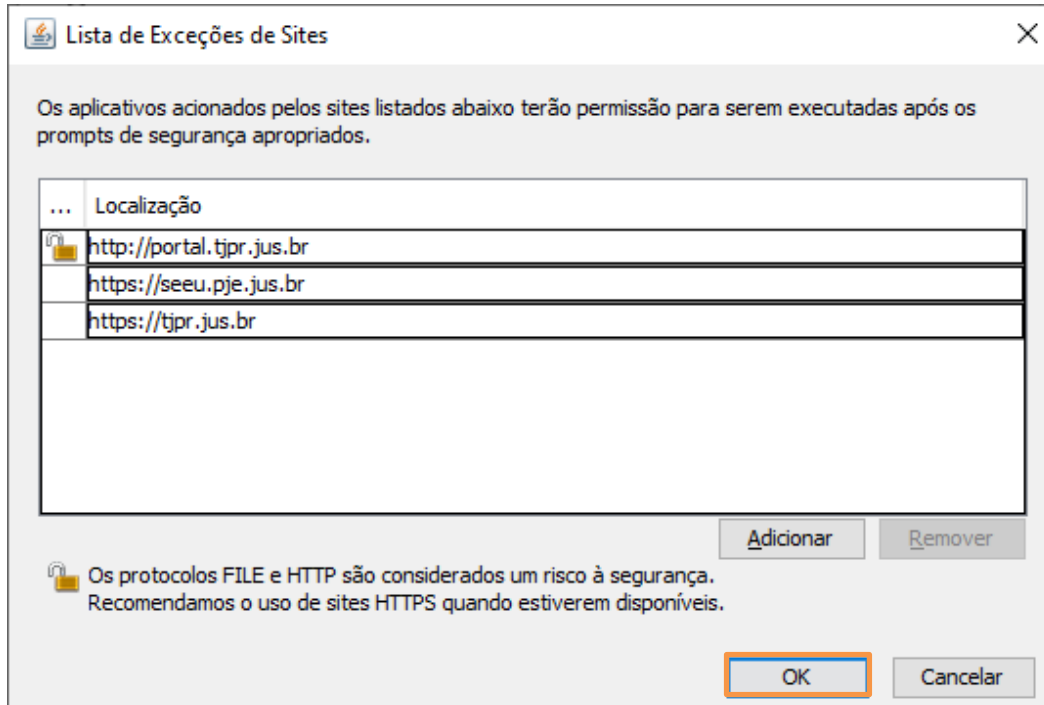 Lista de Exceções de Sites
Os aplicativos acionados pelos sites listados abaixo terão permissão para serem executadas após os
prompts de segurança apropriados.
... Localização
http://portal.tjpr.jus.br
https://seeu.pje.jus.br
https://tjpr.jus.br
Adicionar Remover
Os protocolos FILE e HTTP são considerados um risco à segurança.
Recomendamos o uso de sites HTTPS quando estiverem disponíveis.
OK Cancelar